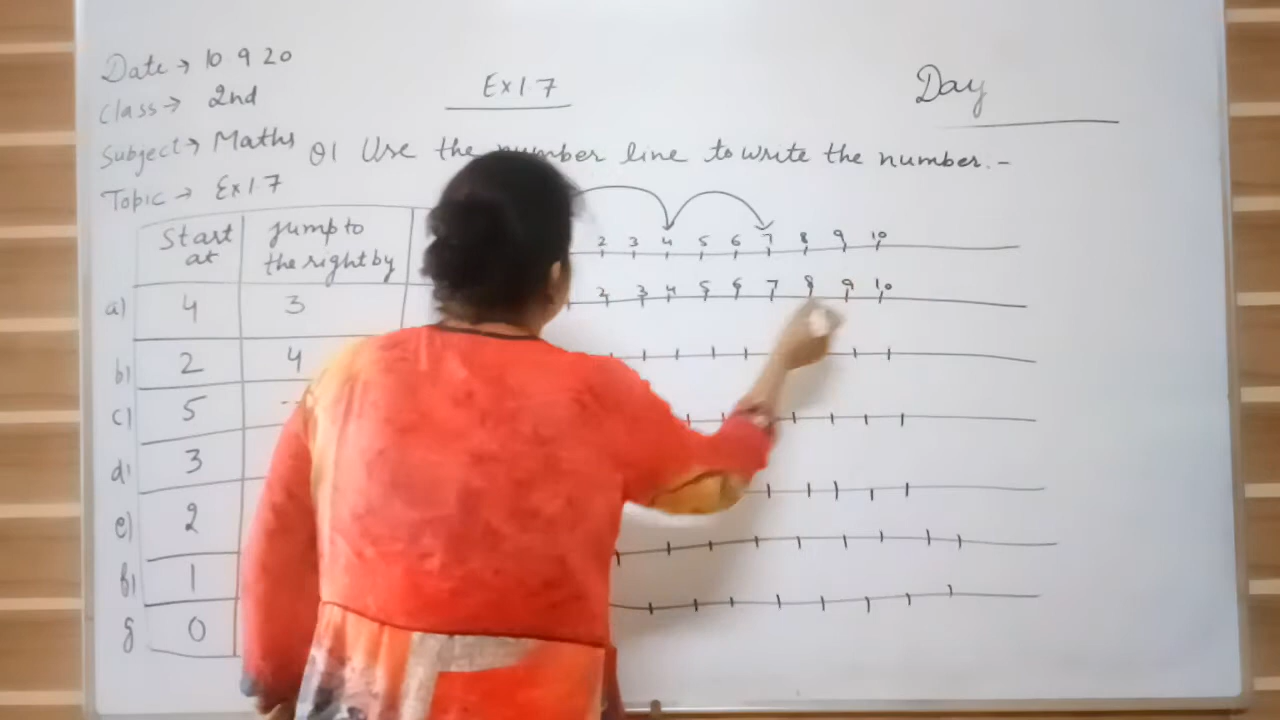 Date → 10 9 20
Class → 2nd
Subject → Maths
Topic → Ex 1 7
Ex 1 7
Day
Q1 Use the number line to write the number.-
Start at
jump to the right by
2 3 4 5 6 7 8 9 10
a) 4 3
2 3 4 5 6 7 8 9 10
b) 2 4
c) 5
d) 3
e) 2
1
g 0